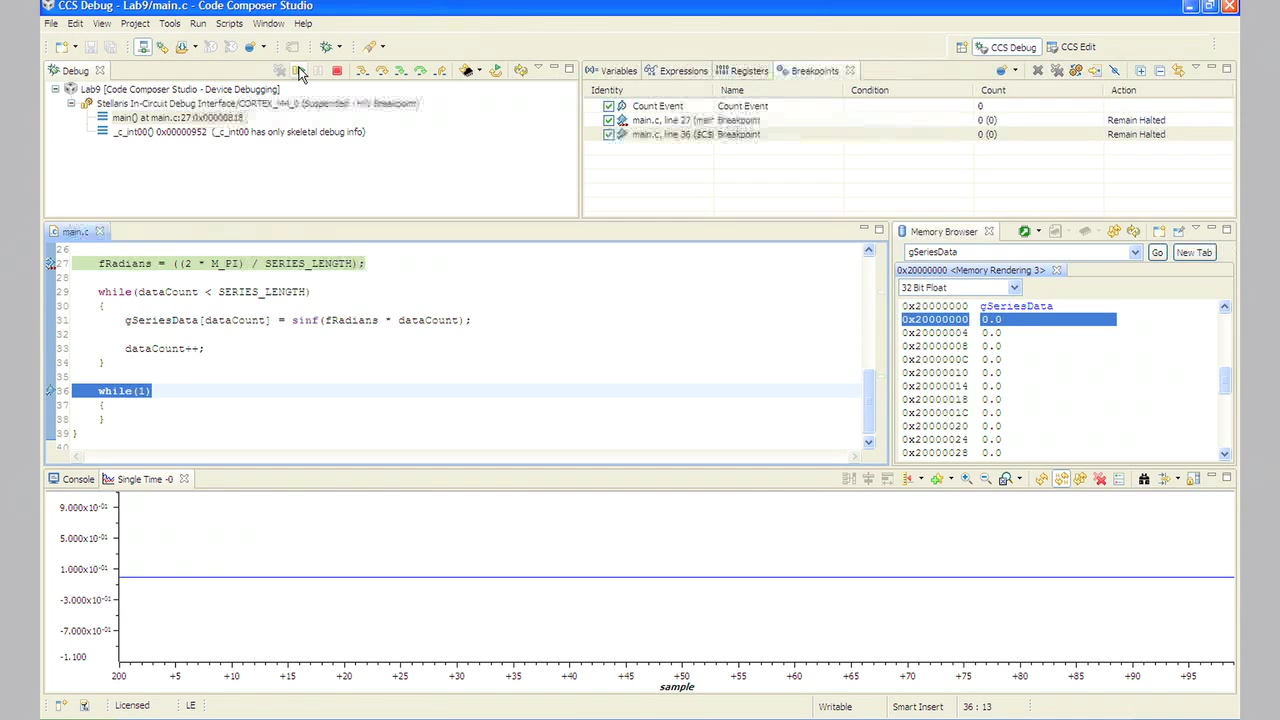 CCS Debug - Lab9/main.c - Code Composer Studio
File Edit View Project Tools Run Scripts Window Help
CCS Debug CCS Edit
Debug
Lab9 [Code Composer Studio - Device Debugging]
Stellaris In-Circuit Debug Interface/CORTEX_M4_0 (Suspended - HW Breakpoint)
main() at main.c:27 0x00000818
_c_int00() 0x00000952 (_c_int00 has only skeletal debug info)
Variables Expressions Registers Breakpoints
Identity Name Condition Count Action
Count Event Count Event 0
main.c, line 27 (main Breakpoint 0 (0) Remain Halted
main.c, line 36 ($C$ Breakpoint 0 (0) Remain Halted
main.c
26
27 fRadians = ((2 * M_PI) / SERIES_LENGTH);
28
29 while(dataCount < SERIES_LENGTH)
30 {
31 gSeriesData[dataCount] = sinf(fRadians * dataCount);
32
33 dataCount++;
34 }
35
36 while(1)
37 {
38 }
39 }
40
Memory Browser
gSeriesData Go New Tab
0x20000000 <Memory Rendering 3>
32 Bit Float
0x20000000 gSeriesData
0x20000000 0.0
0x20000004 0.0
0x20000008 0.0
0x2000000C 0.0
0x20000010 0.0
0x20000014 0.0
0x20000018 0.0
0x2000001C 0.0
0x20000020 0.0
0x20000024 0.0
0x20000028 0.0
Console Single Time -0
9.000x10-01
5.000x10-01
1.000x10-01
-3.000x10-01
-7.000x10-01
-1.100
200 +5 +10 +15 +20 +25 +30 +35 +40 +45 +50 +55 +60 +65 +70 +75 +80 +85 +90 +95
sample
Licensed LE Writable Smart Insert 36 : 13